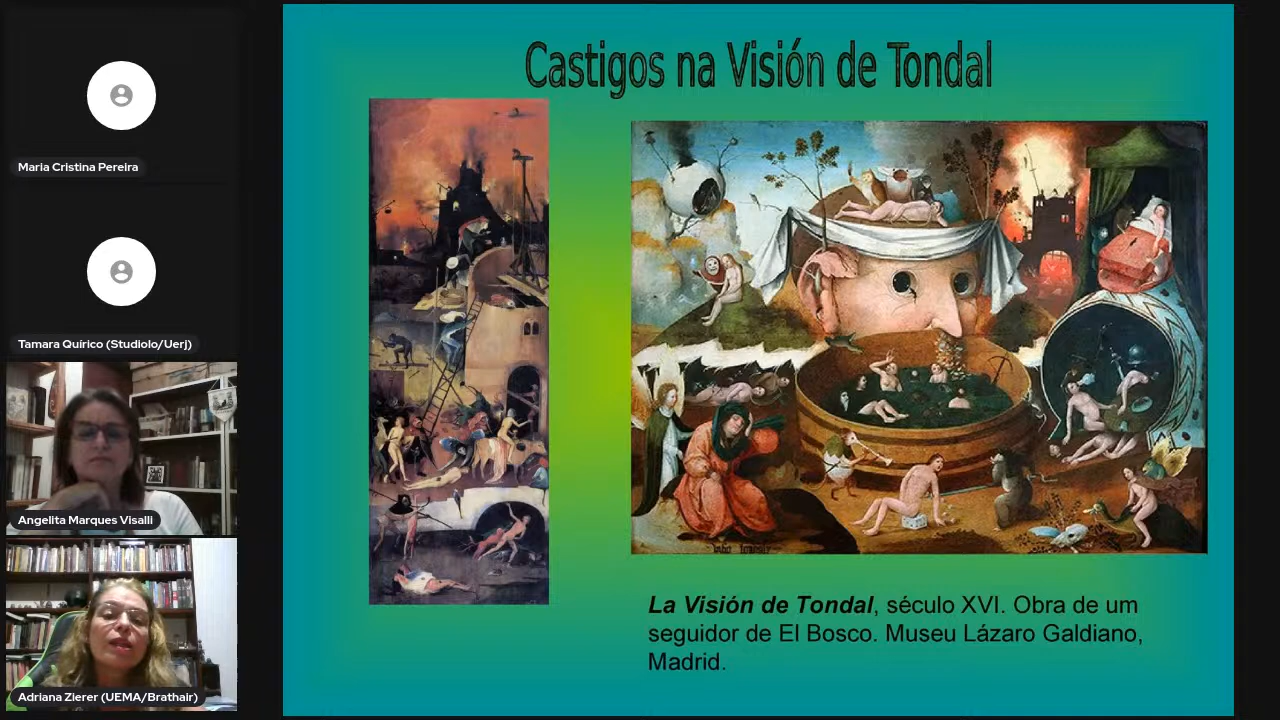 Castigos na Visión de Tondal
Maria Cristina Pereira
Tamara Quírico (Studiolo/Uerj)
Angelita Marques Visalli
Adriana Zierer (UEMA/Brathair)
La Visión de Tondal, século XVI. Obra de um
seguidor de El Bosco. Museu Lázaro Galdiano,
Madrid.